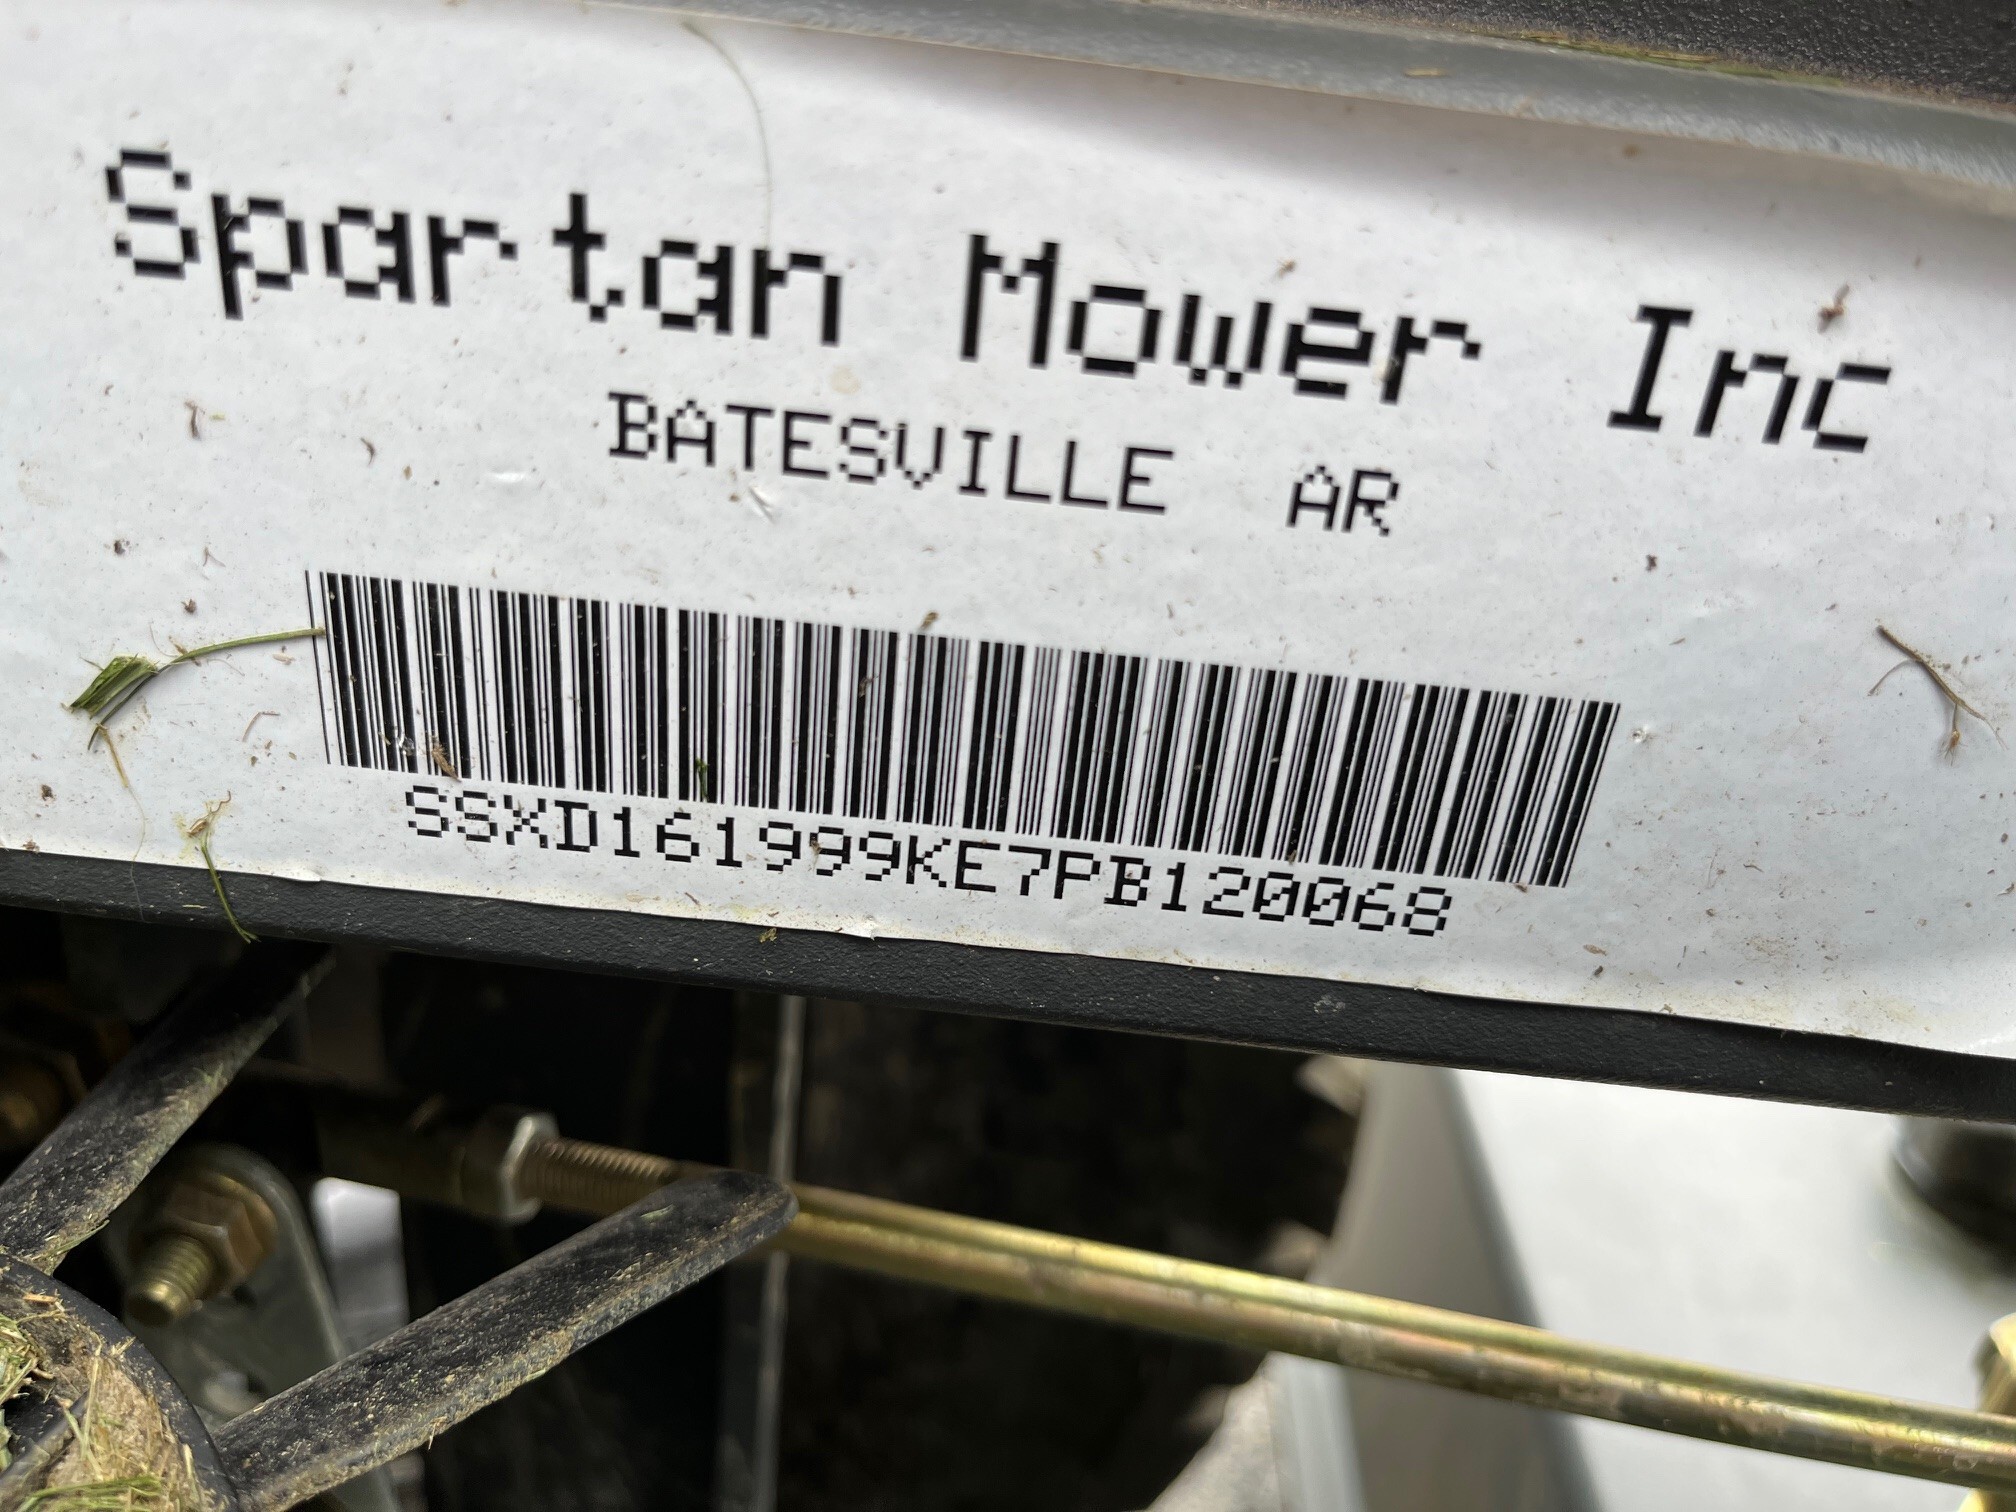 Spartan Mower Inc
BATESVILLE AR
SSXD161999KE7PB120068